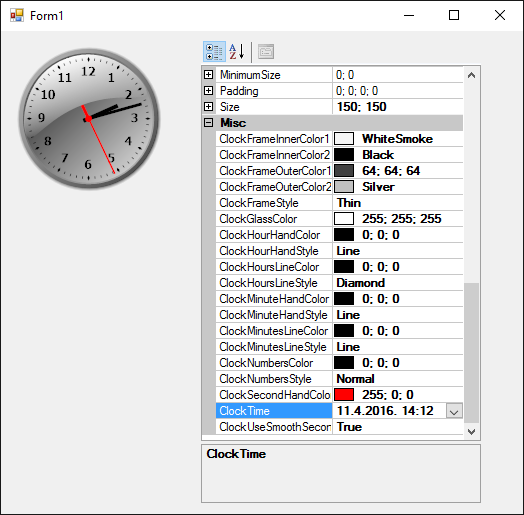 Form1
12
11
1
10
2
9
3
8
4
7
5
6
A
Z
MinimumSize 0; 0
Padding 0; 0; 0; 0
Size 150; 150
Misc
ClockFrameInnerColor1 WhiteSmoke
ClockFrameInnerColor2 Black
ClockFrameOuterColor1 64; 64; 64
ClockFrameOuterColor2 Silver
ClockFrameStyle Thin
ClockGlassColor 255; 255; 255
ClockHourHandColor 0; 0; 0
ClockHourHandStyle Line
ClockHoursLineColor 0; 0; 0
ClockHoursLineStyle Diamond
ClockMinuteHandColor 0; 0; 0
ClockMinuteHandStyle Line
ClockMinutesLineColor 0; 0; 0
ClockMinutesLineStyle Line
ClockNumbersColor 0; 0; 0
ClockNumbersStyle Normal
ClockSecondHandColo 255; 0; 0
ClockTime 11.4.2016. 14:12
ClockUseSmoothSecon True
ClockTime